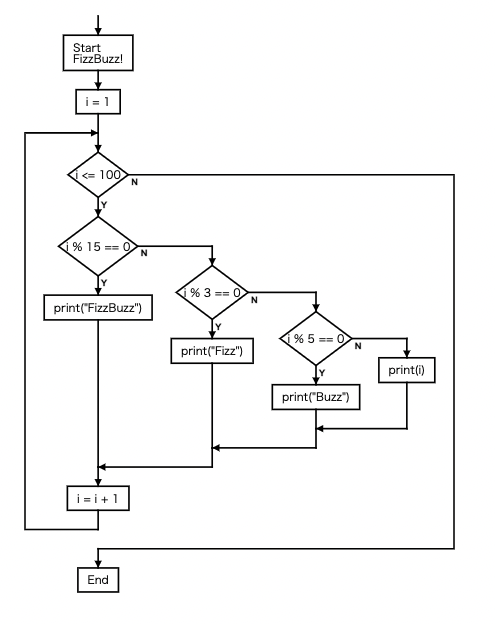 Start
FizzBuzz!
i = 1
i <= 100
N
Y
i % 15 == 0
N
Y
print("FizzBuzz")
i % 3 == 0
N
Y
print("Fizz")
i % 5 == 0
N
Y
print("Buzz")
print(i)
i = i + 1
End